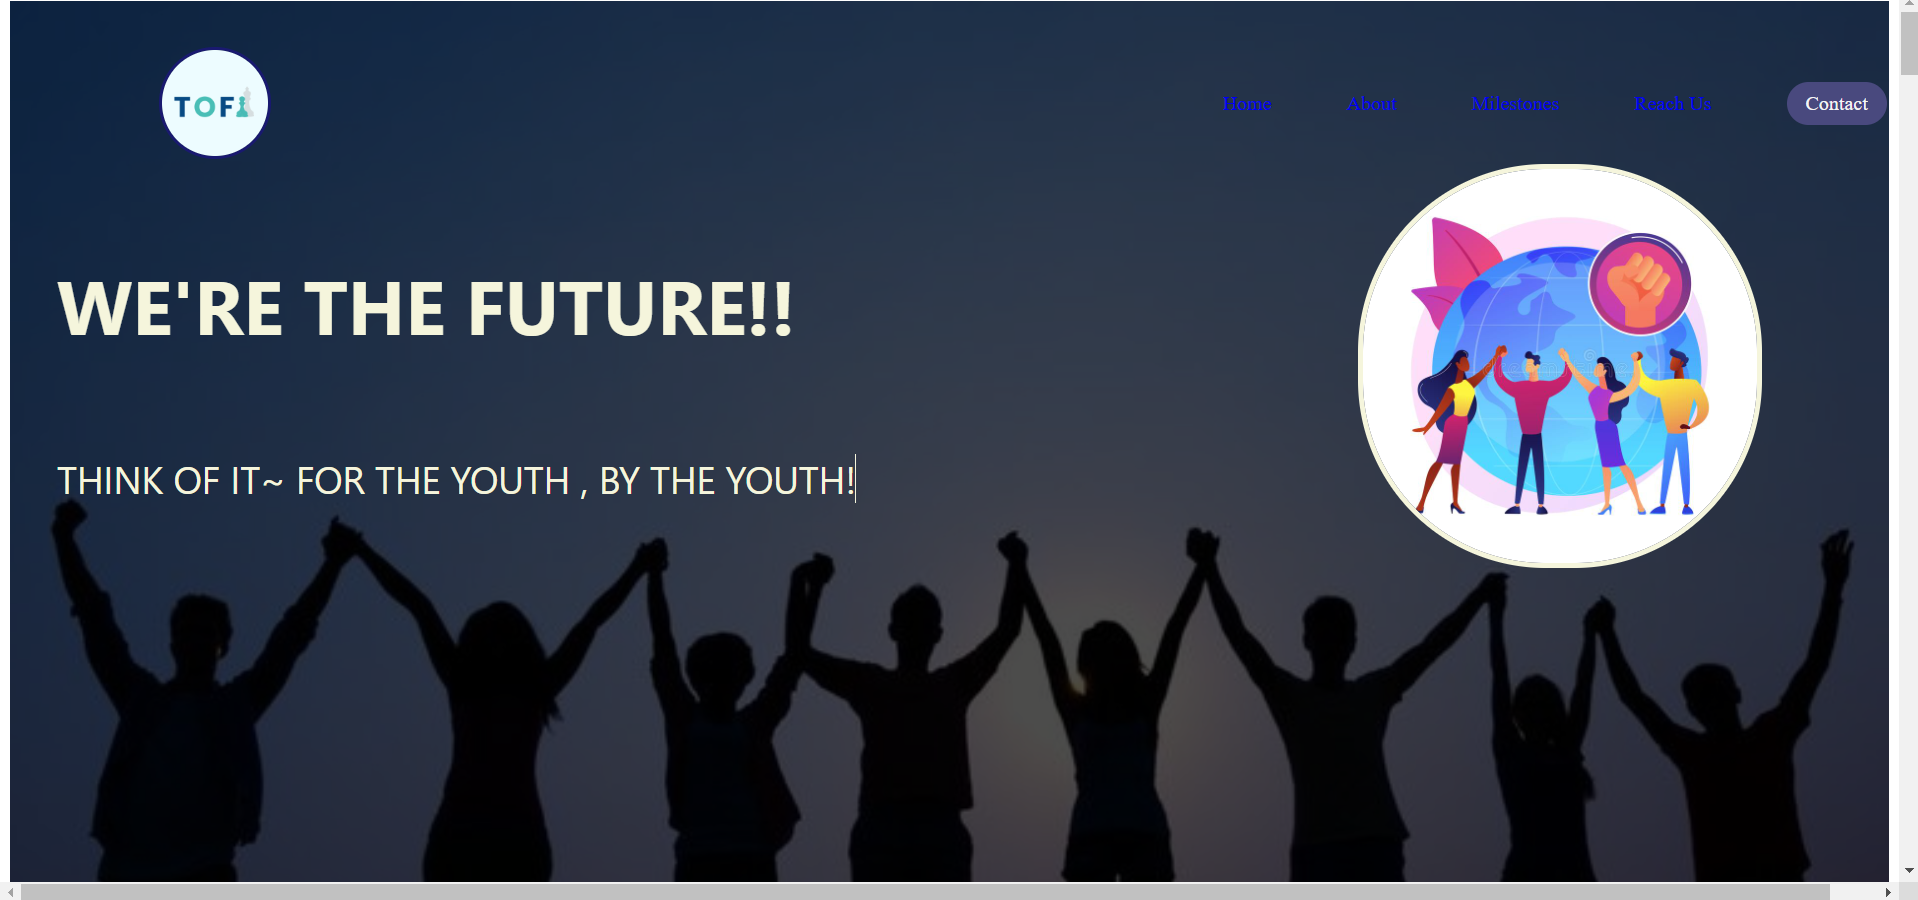 TOFI
Home
About
Milestones
Reach Us
Contact
WE'RE THE FUTURE!!
THINK OF IT~ FOR THE YOUTH , BY THE YOUTH!